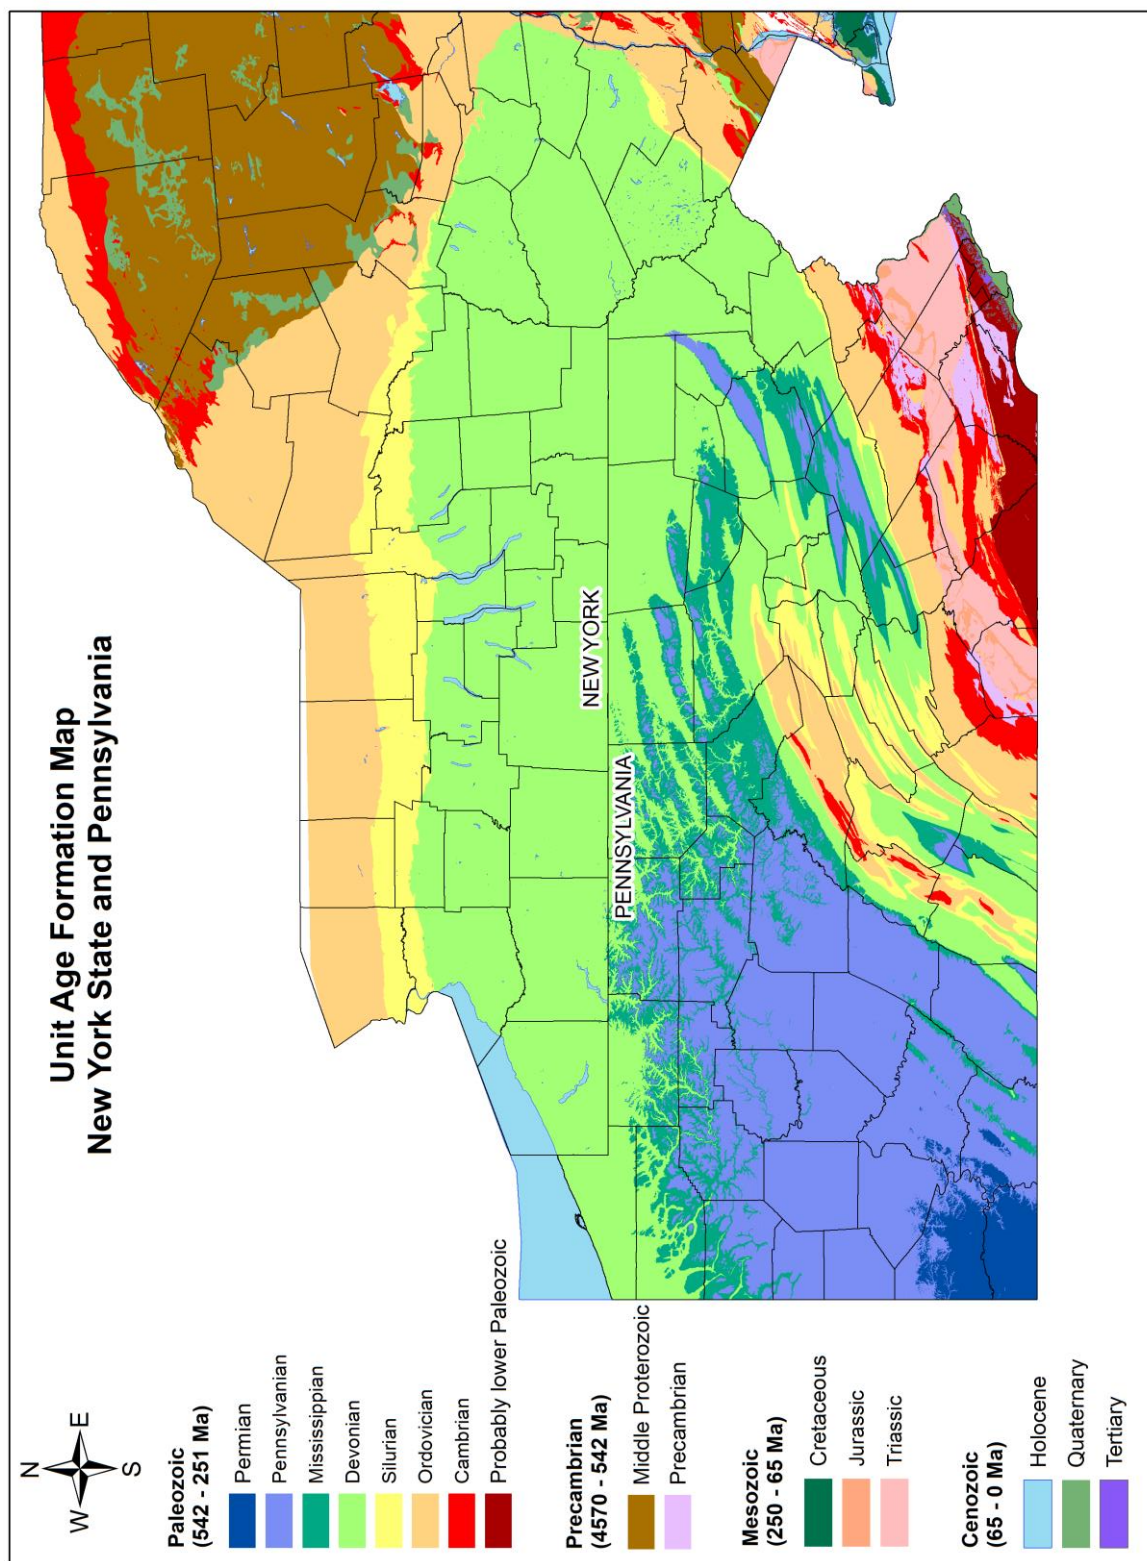 Unit Age Formation Map
New York State and Pennsylvania
N
W
E
S
Paleozoic
(542 - 251 Ma)
Permian
Pennsylvanian
Mississippian
Devonian
Silurian
Ordovician
Cambrian
Probably lower Paleozoic
Precambrian
(4570 - 542 Ma)
Middle Proterozoic
Precambrian
Mesozoic
(250 - 65 Ma)
Cretaceous
Jurassic
Triassic
Cenozoic
(65 - 0 Ma)
Holocene
Quaternary
Tertiary
NEW YORK
PENNSYLVANIA